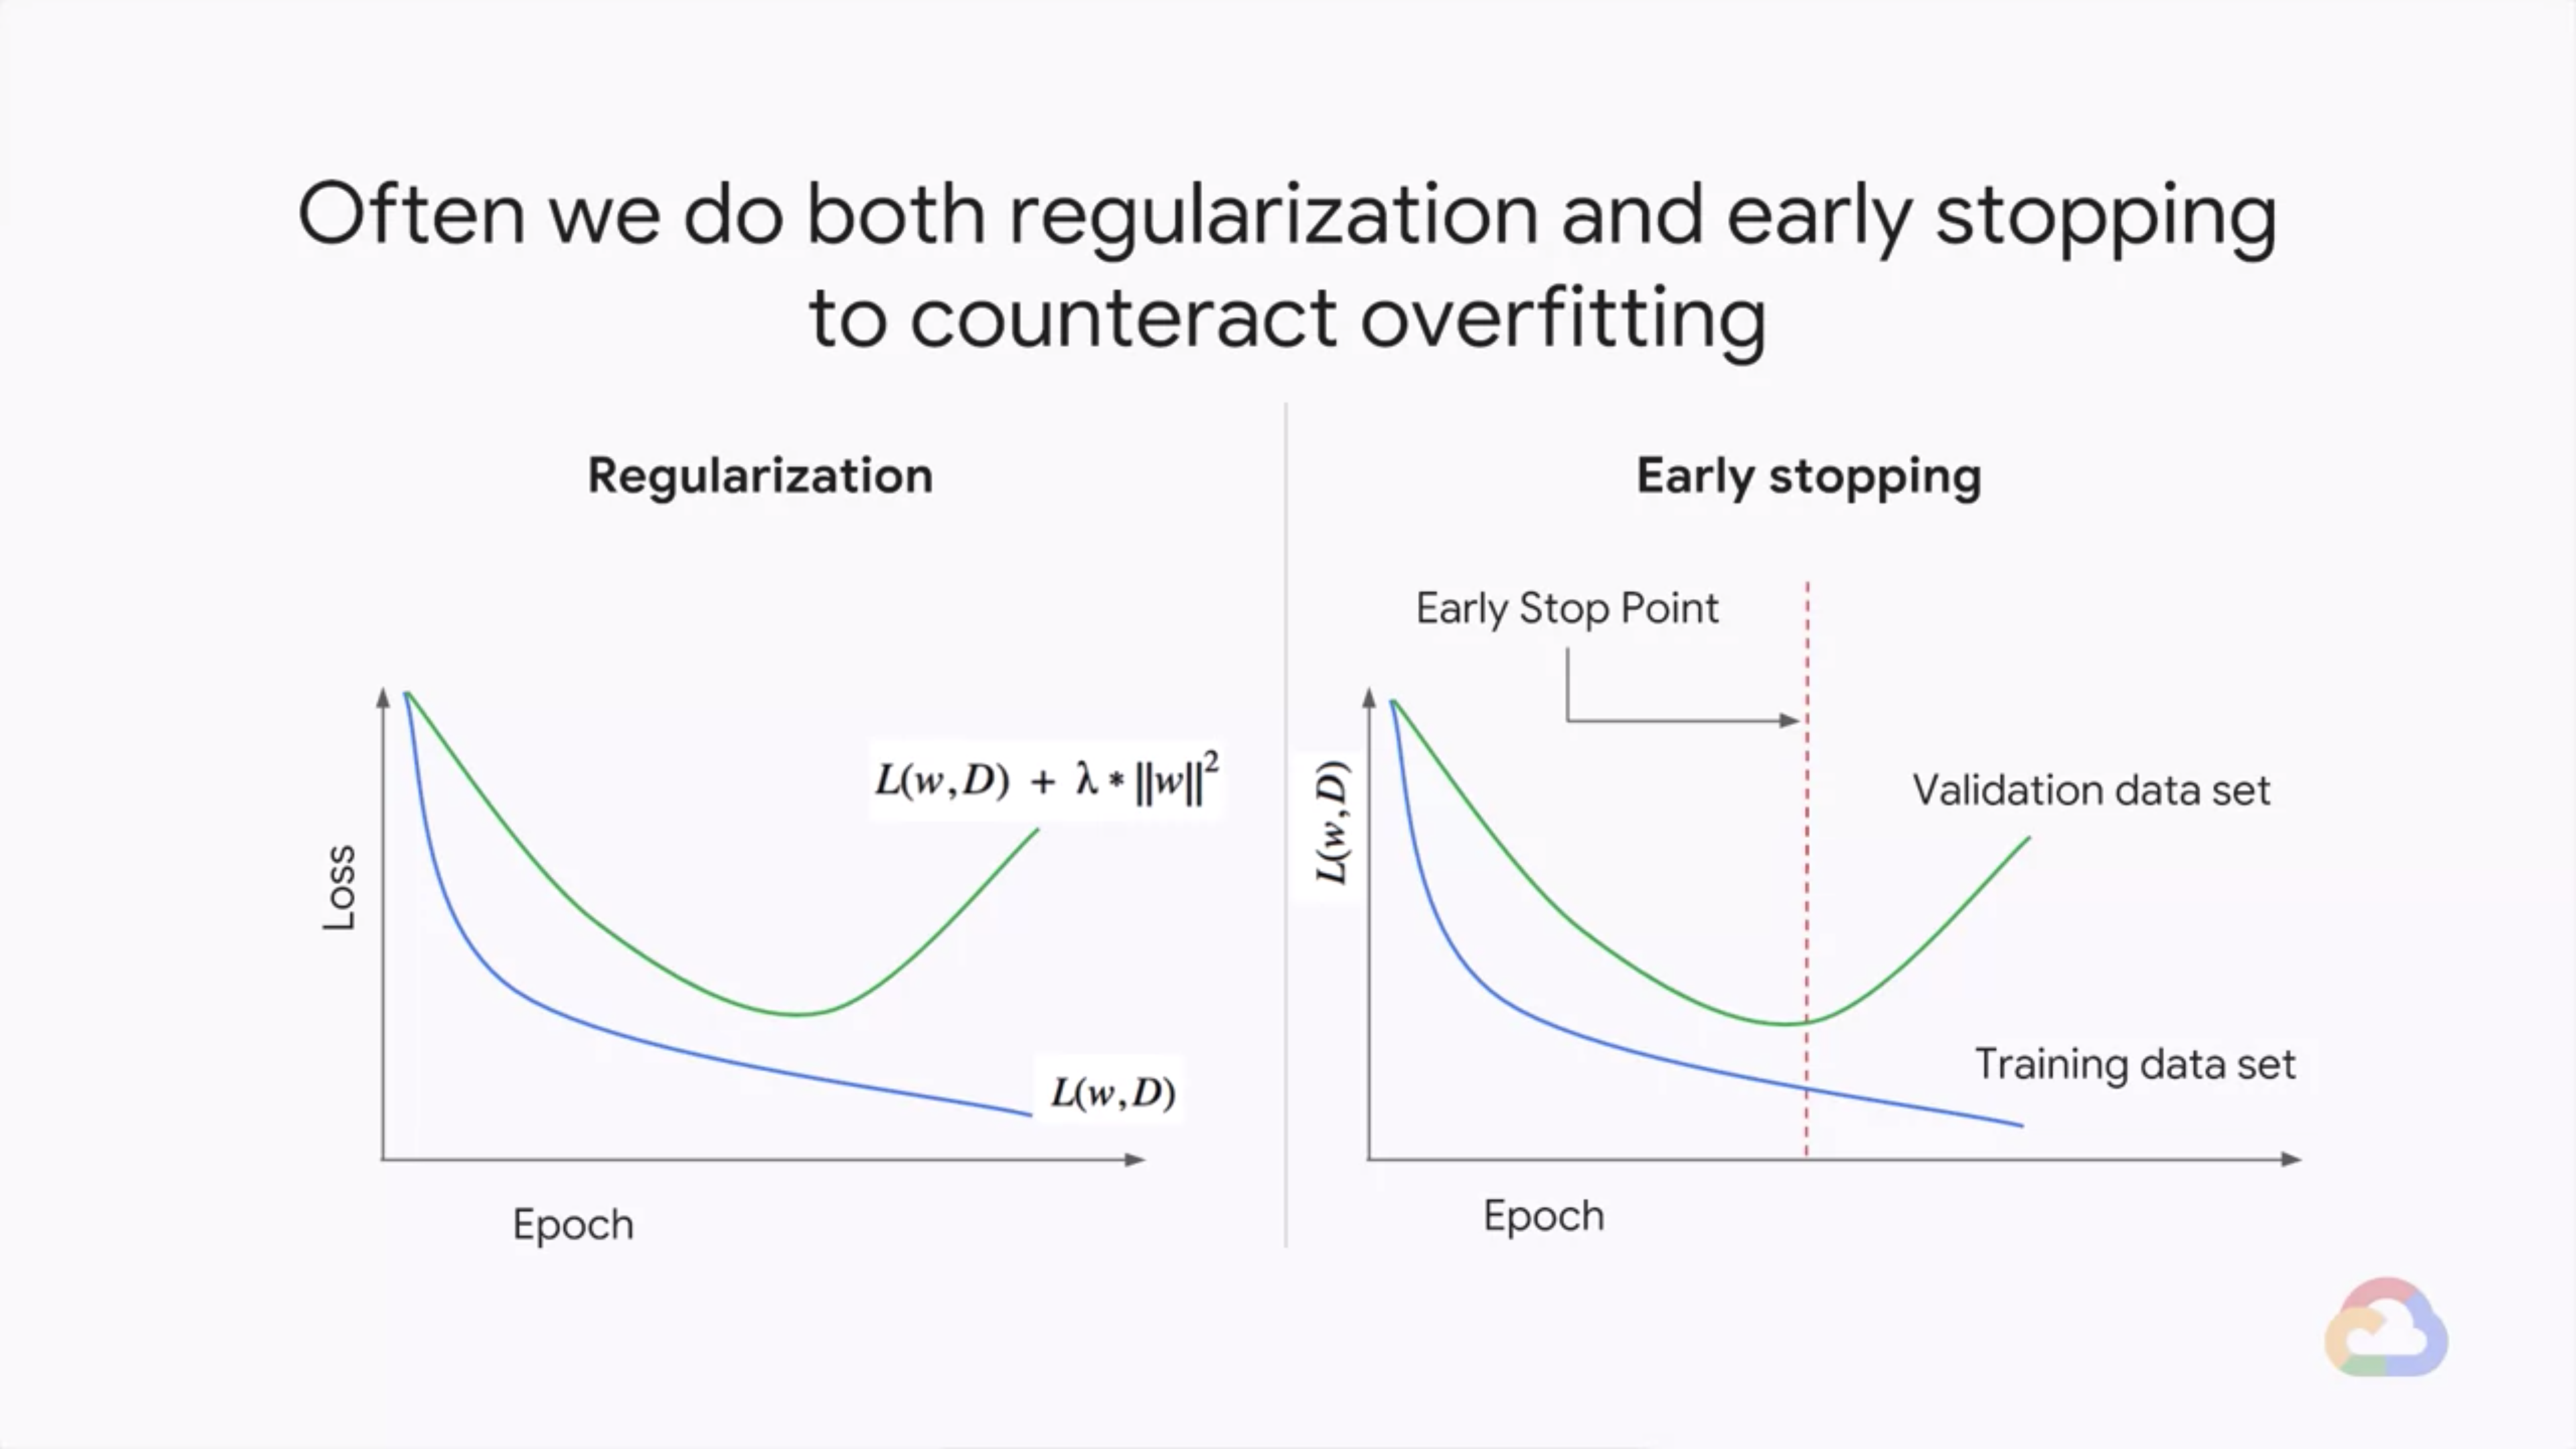 Often we do both regularization and early stopping
to counteract overfitting
Regularization
Loss
L(w,D) + λ * ||w||²
L(w,D)
Epoch
Early stopping
Early Stop Point
L(w,D)
Validation data set
Training data set
Epoch